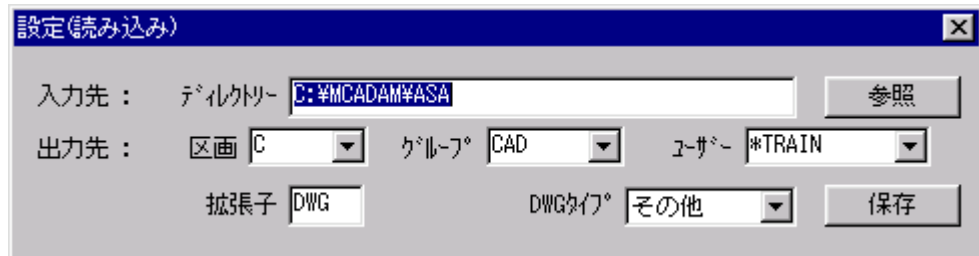 設定(読み込み)
入力先： ﾃﾞｨﾚｸﾄﾘｰ C:¥MCADAM¥ASA 参照
出力先： 区画 C ｸﾞﾙｰﾌﾟ CAD ﾕｰｻﾞｰ *TRAIN
拡張子 DWG DWGﾀｲﾌﾟ その他 保存